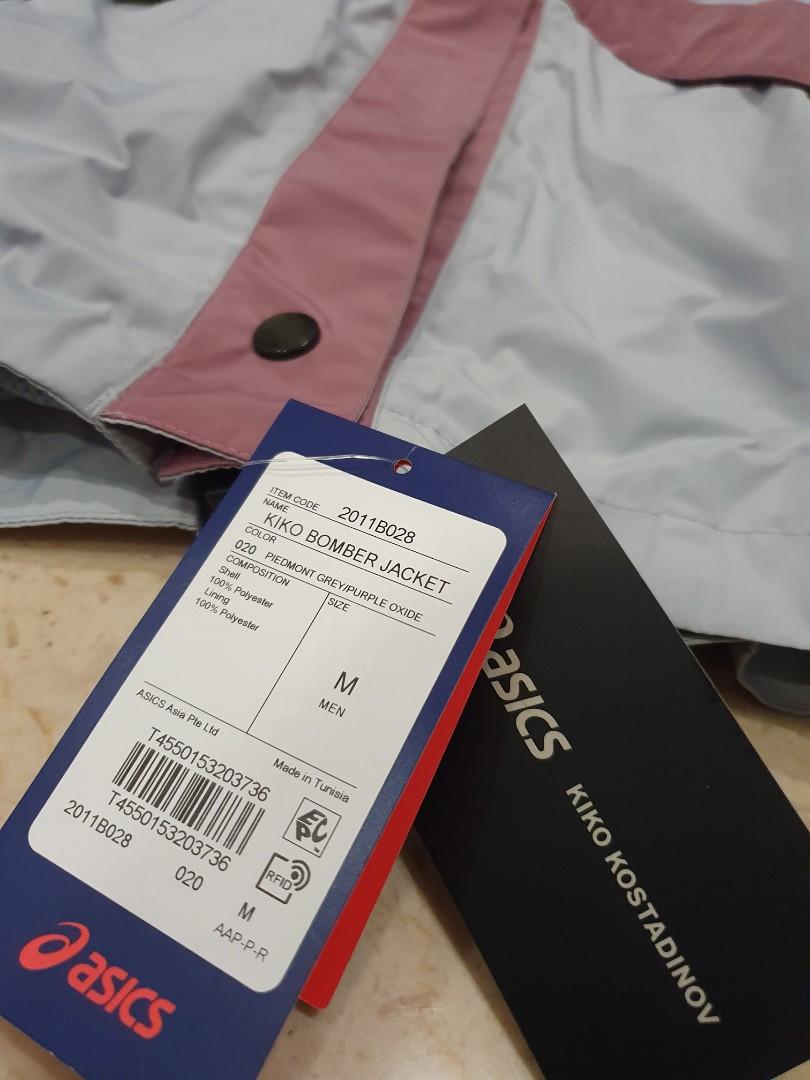 ITEM CODE 2011B028
NAME
KIKO BOMBER JACKET
COLOR
020 PIEDMONT GREY/PURPLE OXIDE
COMPOSITION
Shell
100% Polyester
Lining
100% Polyester
SIZE
M
MEN
ASICS Asia Pte Ltd
Made in Tunisia
T4550153203736
T4550153203736
2011B028 020 M
AAP-P-R
EPC
TM
RFID
asics
asics
KIKO KOSTADINOV